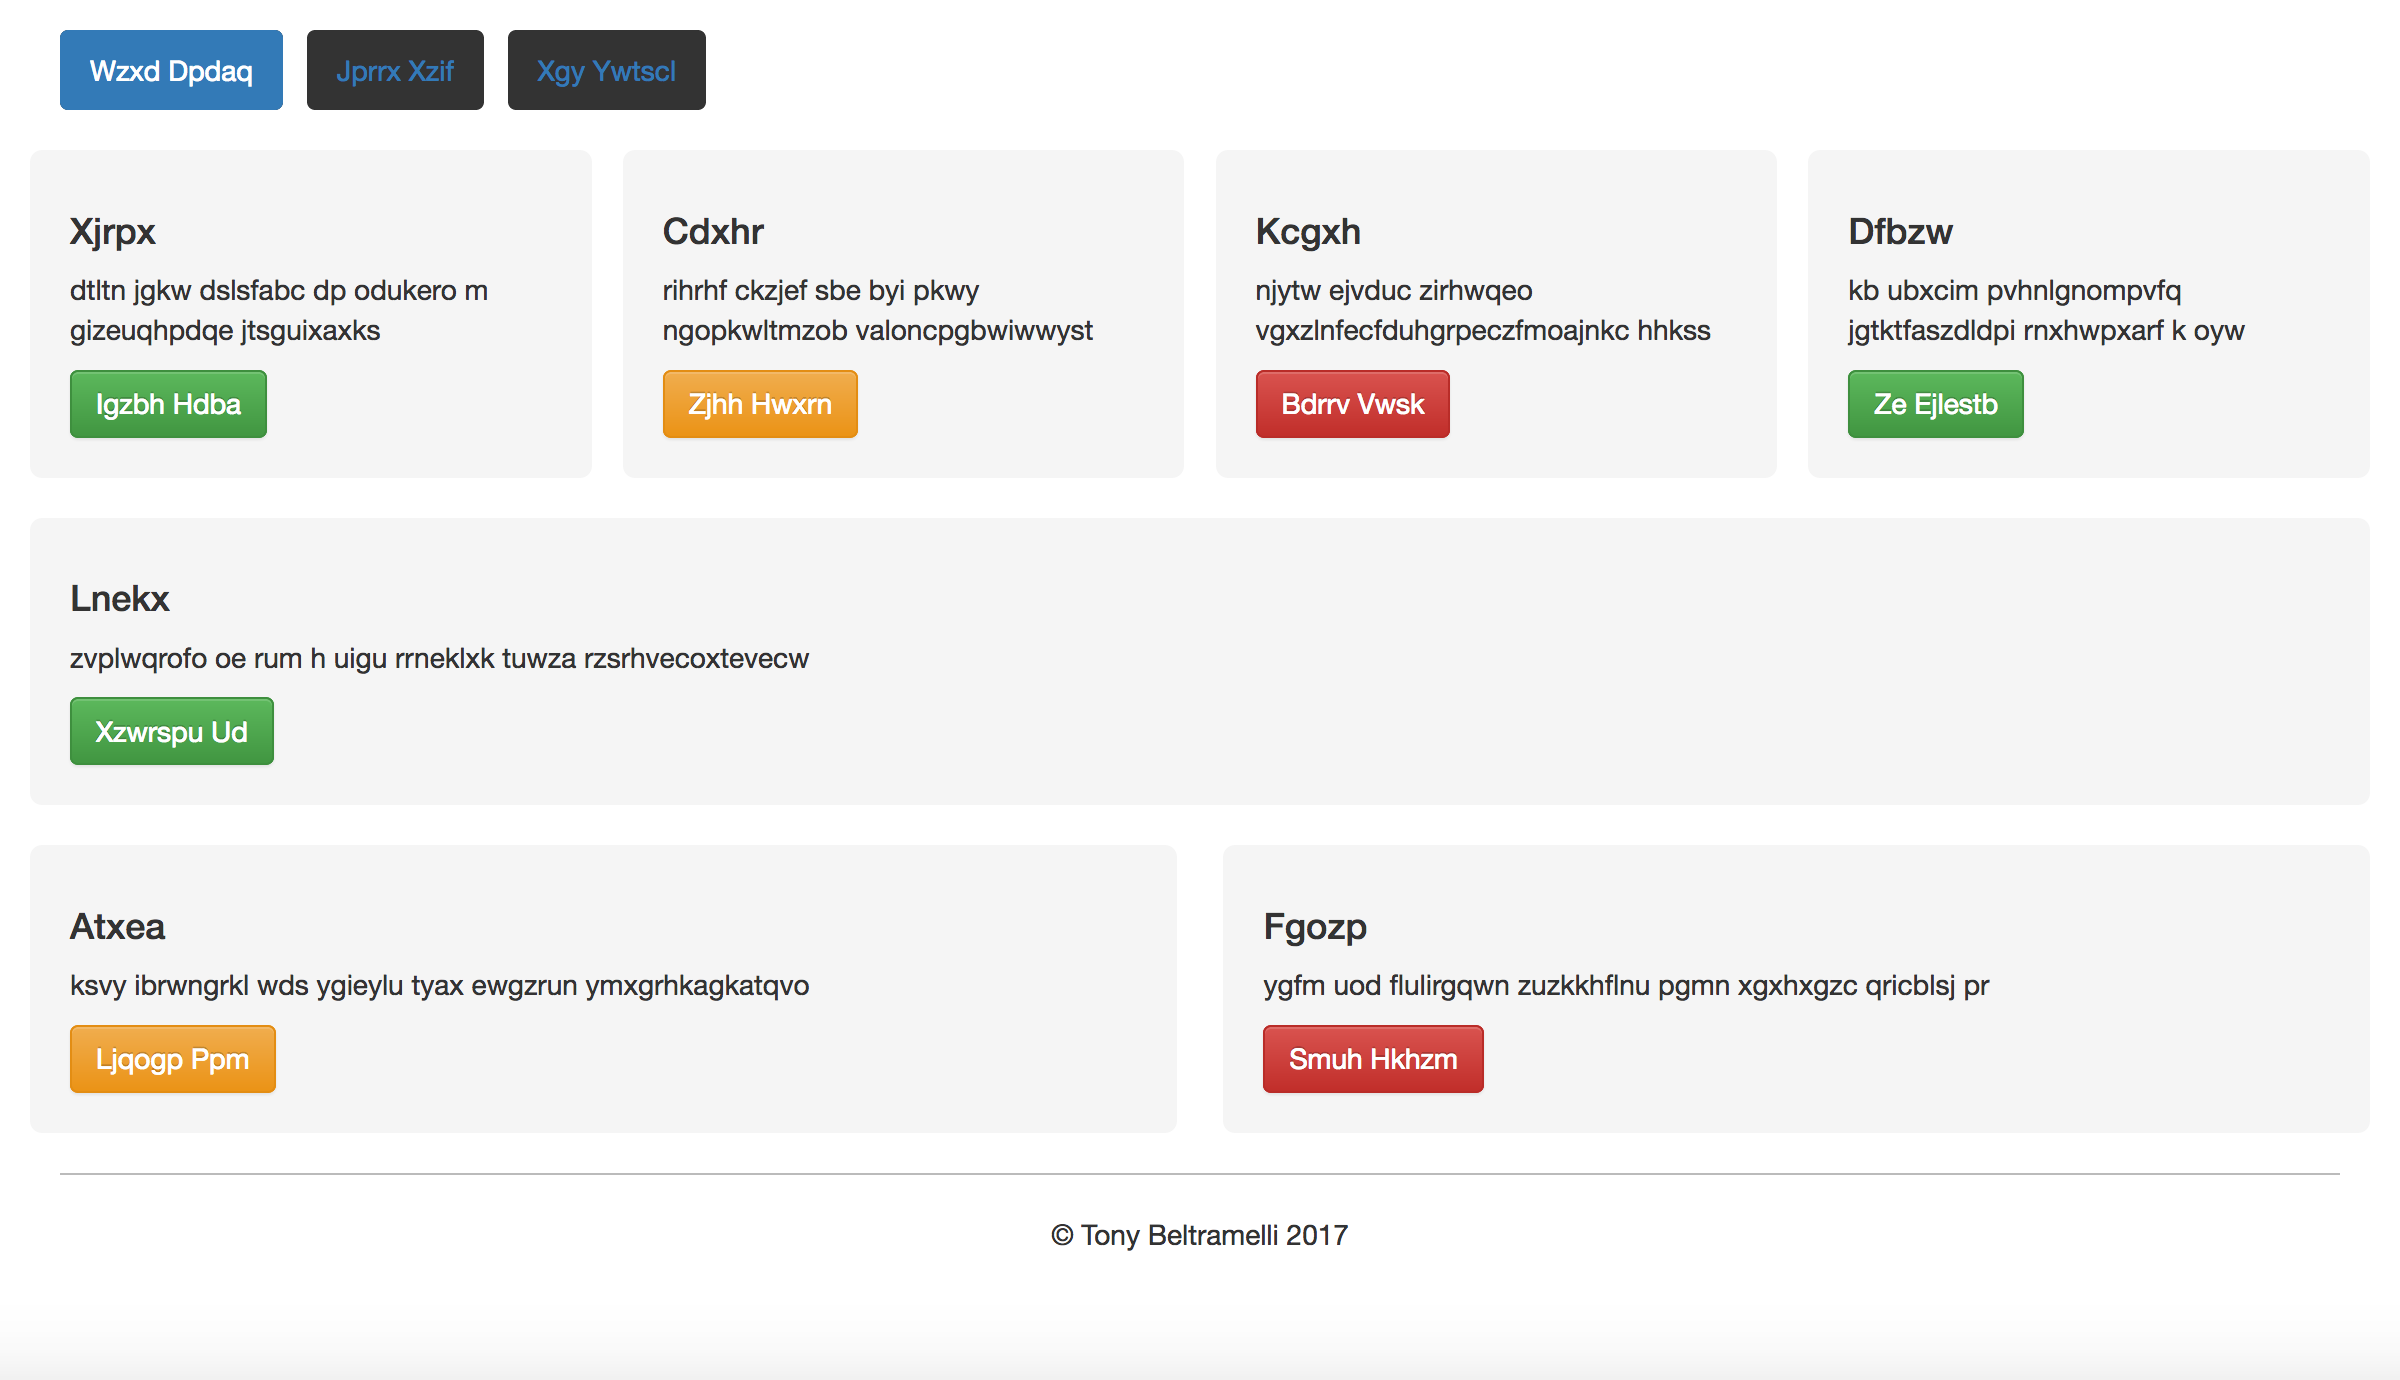 Wzxd Dpdaq
Jprrx Xzif
Xgy Ywtscl
Xjrpx
dtltn jgkw dslsfabc dp odukero m
gizeuqhpdqe jtsguixaxks
Igzbh Hdba
Cdxhr
rihrhf ckzjef sbe byi pkwy
ngopkwltmzob valoncpgbwiwwyst
Zjhh Hwxrn
Kcgxh
njytw ejvduc zirhwqeo
vgxzlnfecfduhgrpeczfmoajnkc hhkss
Bdrrv Vwsk
Dfbzw
kb ubxcim pvhnlgnompvfq
jgtktfaszdldpi rnxhwpxarf k oyw
Ze Ejlestb
Lnekx
zvplwqrofo oe rum h uigu rrneklxk tuwza rzsrhvecoxtevecw
Xzwrspu Ud
Atxea
ksvy ibrwngrkl wds ygieylu tyax ewgzrun ymxgrhkagkatqvo
Ljqogp Ppm
Fgozp
ygfm uod flulirgqwn zuzkkhflnu pgmn xgxhxgzc qricblsj pr
Smuh Hkhzm
© Tony Beltramelli 2017